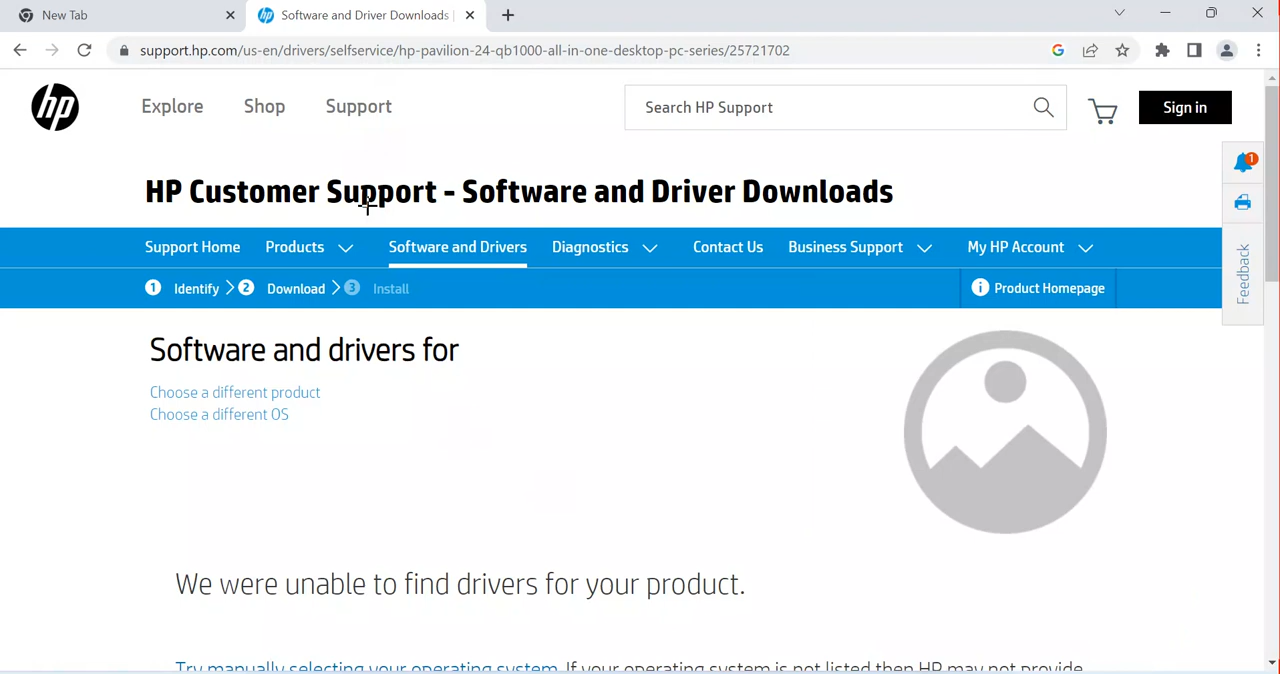 New Tab
Software and Driver Downloads
support.hp.com/us-en/drivers/selfservice/hp-pavilion-24-qb1000-all-in-one-desktop-pc-series/25721702
hp Explore Shop Support Search HP Support Sign in
1
HP Customer Support - Software and Driver Downloads
Support Home Products Software and Drivers Diagnostics Contact Us Business Support My HP Account
1 Identify 2 Download 3 Install Product Homepage
Feedback
Software and drivers for
Choose a different product
Choose a different OS
We were unable to find drivers for your product.
Try manually selecting your operating system. If your operating system is not listed then HP may not provide